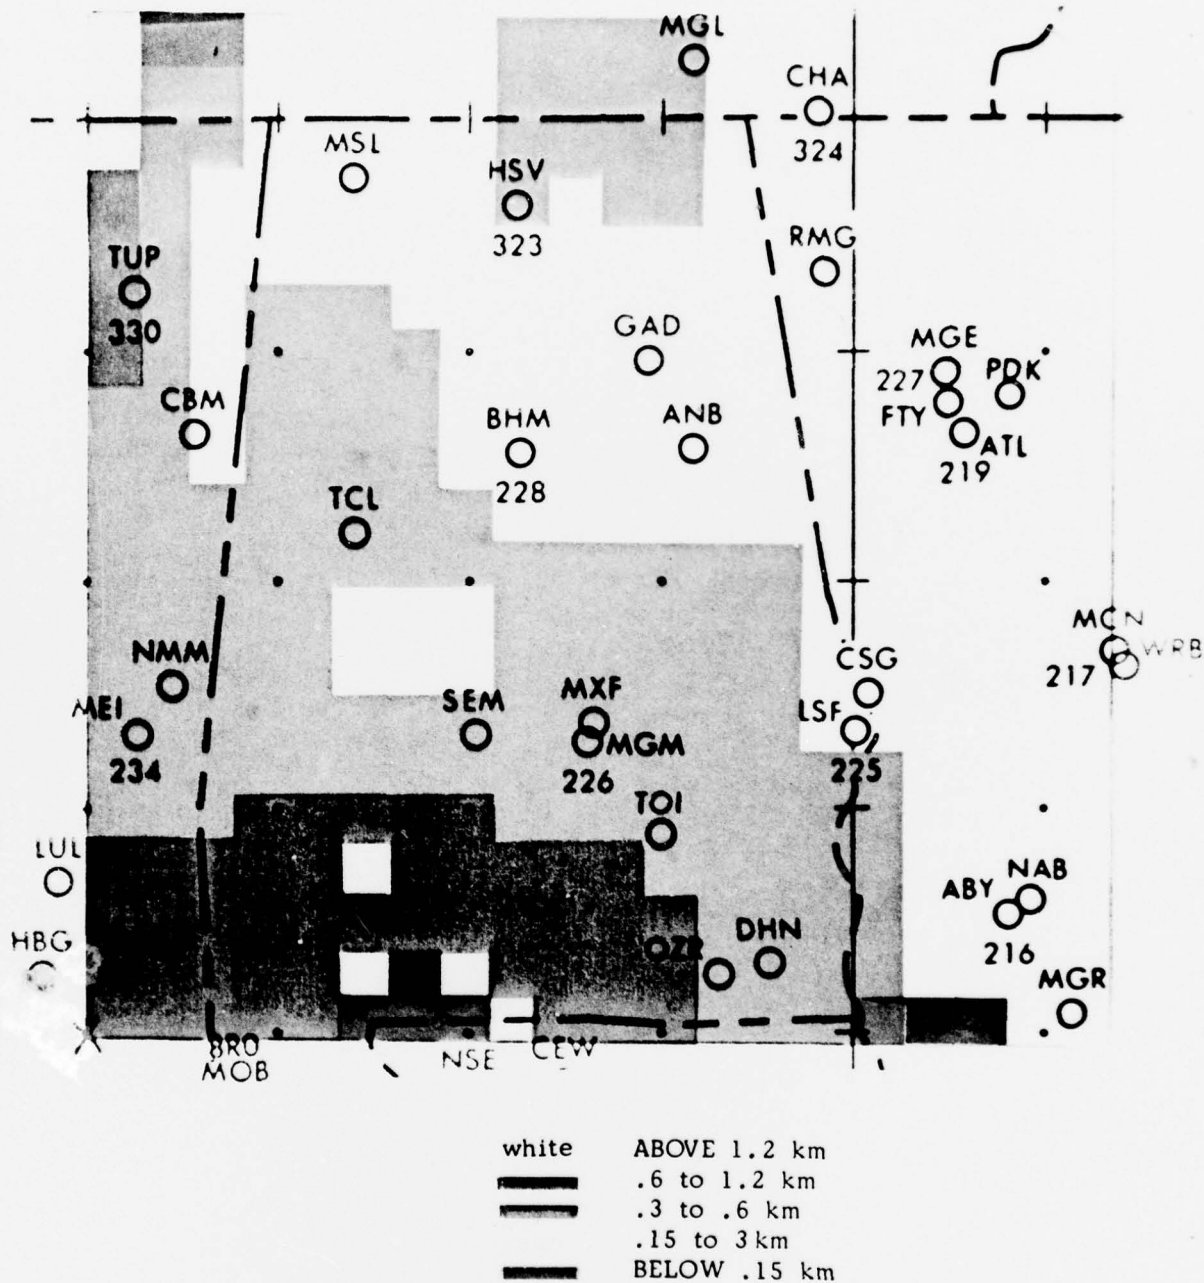 MGL
CHA
324
MSL
HSV
323
RMG
TUP
330
GAD
MGE
227
PDK
FTY
CBM
BHM
228
ANB
ATL
219
TCL
MCN
WRB
217
NMM
CSG
MEI
234
SEM
MXF
LSF
MGM
226
225
TOI
LUL
NAB
ABY
HBG
OZR
DHN
216
MGR
BRO
MOB
NSE
CEW
white ABOVE 1.2 km
.6 to 1.2 km
.3 to .6 km
.15 to 3 km
BELOW .15 km